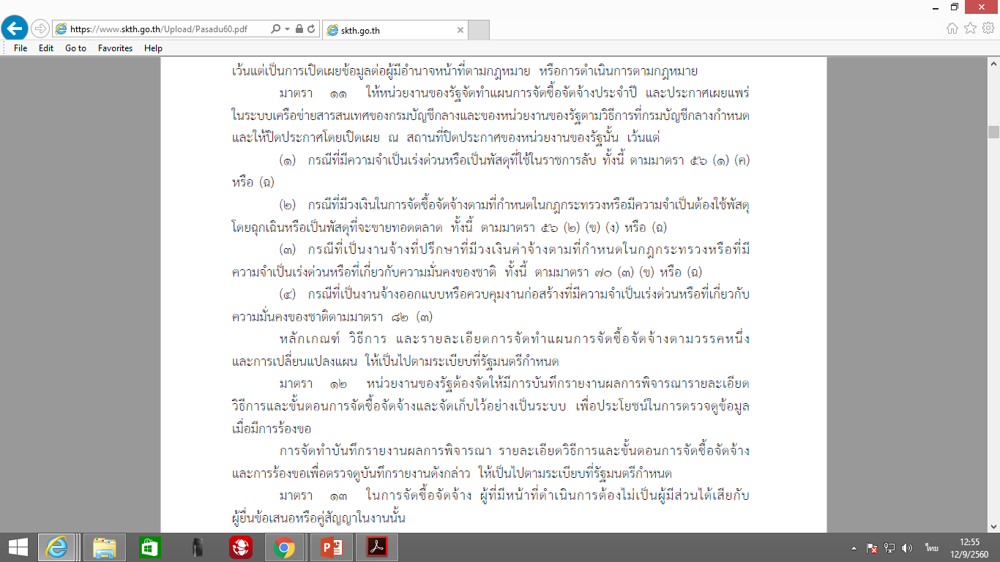 https://www.skth.go.th/Upload/Pasadu60.pdf
skth.go.th
File Edit Go to Favorites Help
เว้นแต่เป็นการเปิดเผยข้อมูลต่อผู้มีอำนาจหน้าที่ตามกฎหมาย หรือการดำเนินการตามกฎหมาย
มาตรา ๑๑ ให้หน่วยงานของรัฐจัดทำแผนการจัดซื้อจัดจ้างประจำปี และประกาศเผยแพร่
ในระบบเครือข่ายสารสนเทศของกรมบัญชีกลางและของหน่วยงานของรัฐตามวิธีการที่กรมบัญชีกลางกำหนด
และให้ปิดประกาศโดยเปิดเผย ณ สถานที่ปิดประกาศของหน่วยงานของรัฐนั้น เว้นแต่
(๑) กรณีที่มีความจำเป็นเร่งด่วนหรือเป็นพัสดุที่ใช้ในราชการลับ ทั้งนี้ ตามมาตรา ๕๖ (๑) (ค)
หรือ (ฉ)
(๒) กรณีที่มีวงเงินในการจัดซื้อจัดจ้างตามที่กำหนดในกฎกระทรวงหรือมีความจำเป็นต้องใช้พัสดุ
โดยฉุกเฉินหรือเป็นพัสดุที่จะขายทอดตลาด ทั้งนี้ ตามมาตรา ๕๖ (๒) (ข) (ง) หรือ (ฉ)
(๓) กรณีที่เป็นงานจ้างที่ปรึกษาที่มีวงเงินค่าจ้างตามที่กำหนดในกฎกระทรวงหรือที่มี
ความจำเป็นเร่งด่วนหรือที่เกี่ยวกับความมั่นคงของชาติ ทั้งนี้ ตามมาตรา ๗๐ (๓) (ข) หรือ (ฉ)
(๔) กรณีที่เป็นงานจ้างออกแบบหรือควบคุมงานก่อสร้างที่มีความจำเป็นเร่งด่วนหรือที่เกี่ยวกับ
ความมั่นคงของชาติตามมาตรา ๘๒ (๓)
หลักเกณฑ์ วิธีการ และรายละเอียดการจัดทำแผนการจัดซื้อจัดจ้างตามวรรคหนึ่ง
และการเปลี่ยนแปลงแผน ให้เป็นไปตามระเบียบที่รัฐมนตรีกำหนด
มาตรา ๑๒ หน่วยงานของรัฐต้องจัดให้มีการบันทึกรายงานผลการพิจารณารายละเอียด
วิธีการและขั้นตอนการจัดซื้อจัดจ้างและจัดเก็บไว้อย่างเป็นระบบ เพื่อประโยชน์ในการตรวจดูข้อมูล
เมื่อมีการร้องขอ
การจัดทำบันทึกรายงานผลการพิจารณา รายละเอียดวิธีการและขั้นตอนการจัดซื้อจัดจ้าง
และการร้องขอเพื่อตรวจดูบันทึกรายงานดังกล่าว ให้เป็นไปตามระเบียบที่รัฐมนตรีกำหนด
มาตรา ๑๓ ในการจัดซื้อจัดจ้าง ผู้ที่มีหน้าที่ดำเนินการต้องไม่เป็นผู้มีส่วนได้เสียกับ
ผู้ยื่นข้อเสนอหรือคู่สัญญาในงานนั้น
ไทย
12:55
12/9/2560